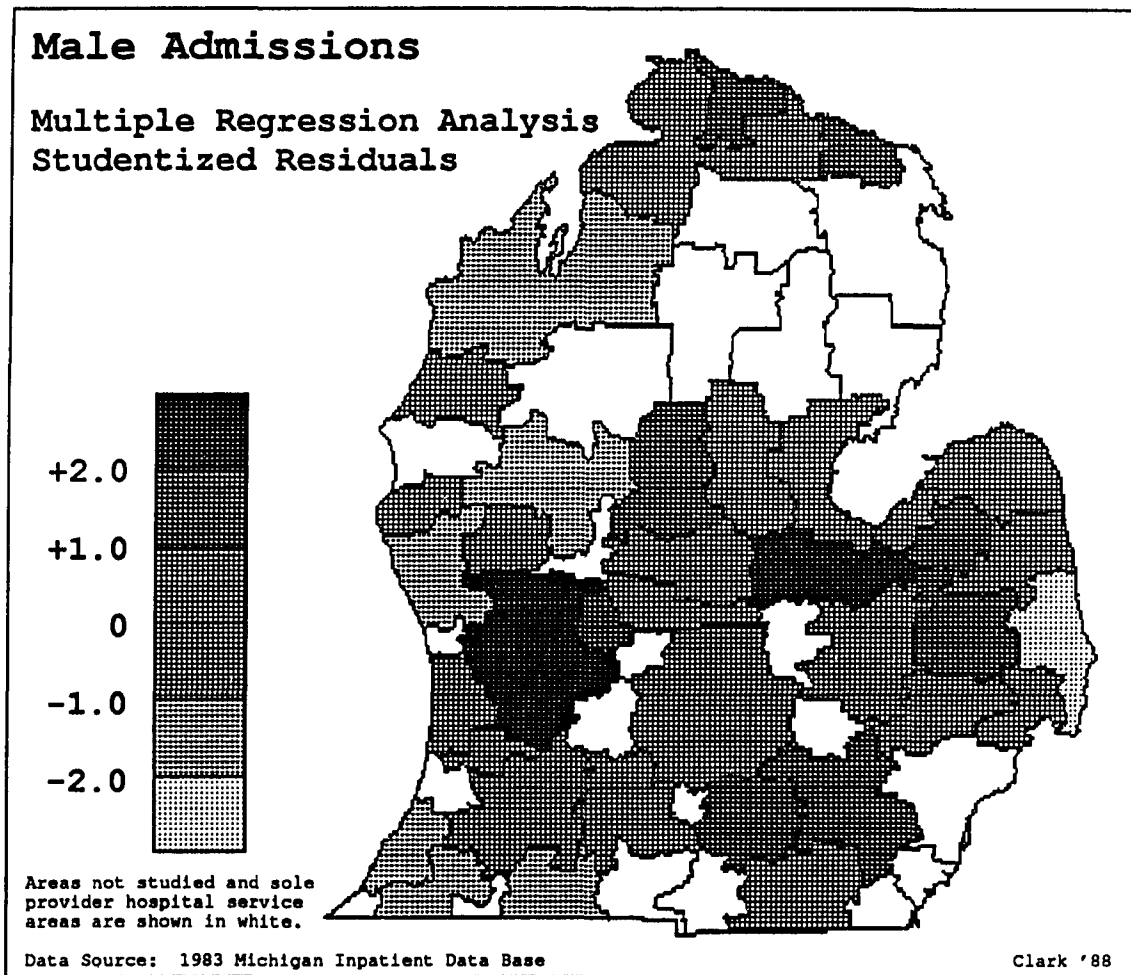 Male Admissions
Multiple Regression Analysis
Studentized Residuals
+2.0
+1.0
0
-1.0
-2.0
Areas not studied and sole
provider hospital service
areas are shown in white.
Data Source: 1983 Michigan Inpatient Data Base
Clark '88